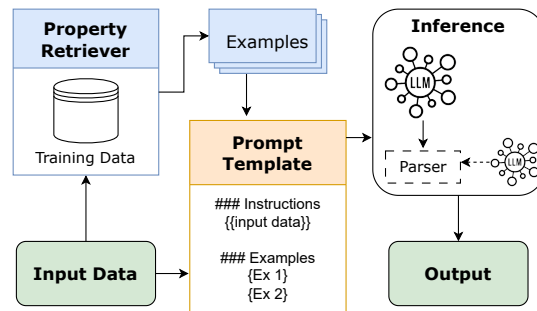 Property
Retriever
Training Data
Examples
Inference
LLM
Parser
LLM
Prompt
Template
### Instructions
{{input data}}
### Examples
{Ex 1}
{Ex 2}
Input Data
Output